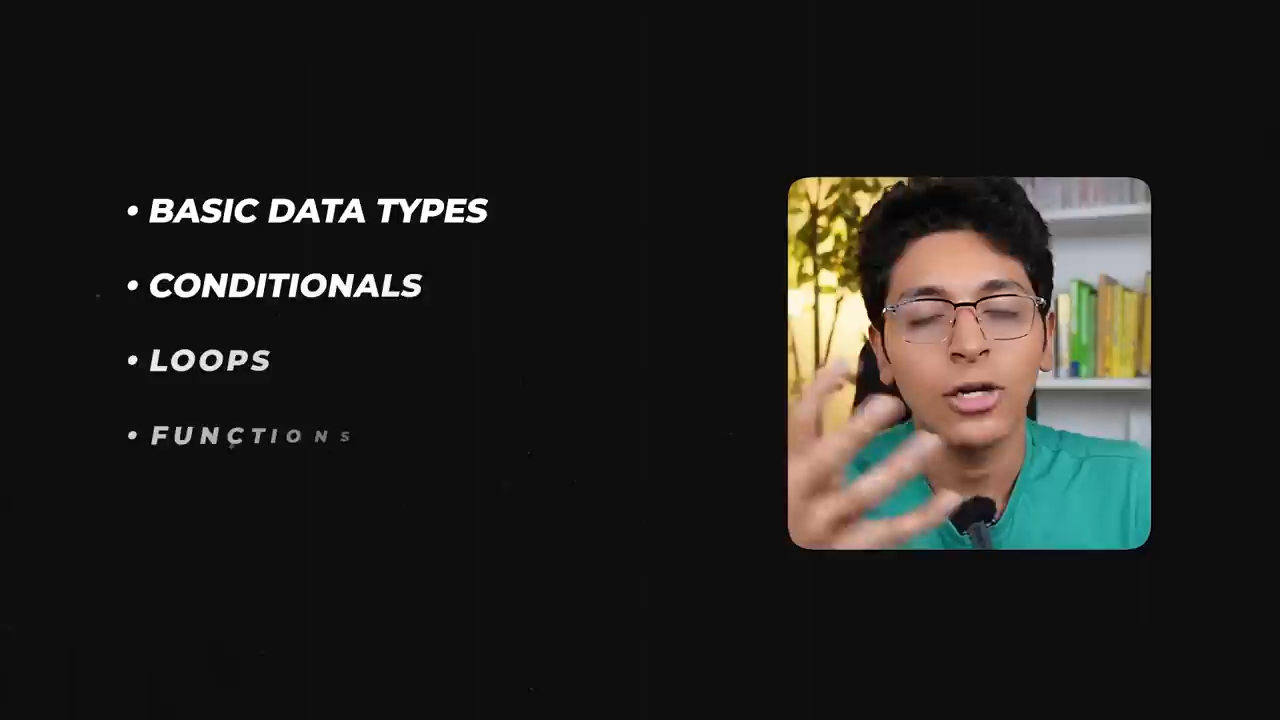 • BASIC DATA TYPES
• CONDITIONALS
• LOOPS
• FUNCTIONS